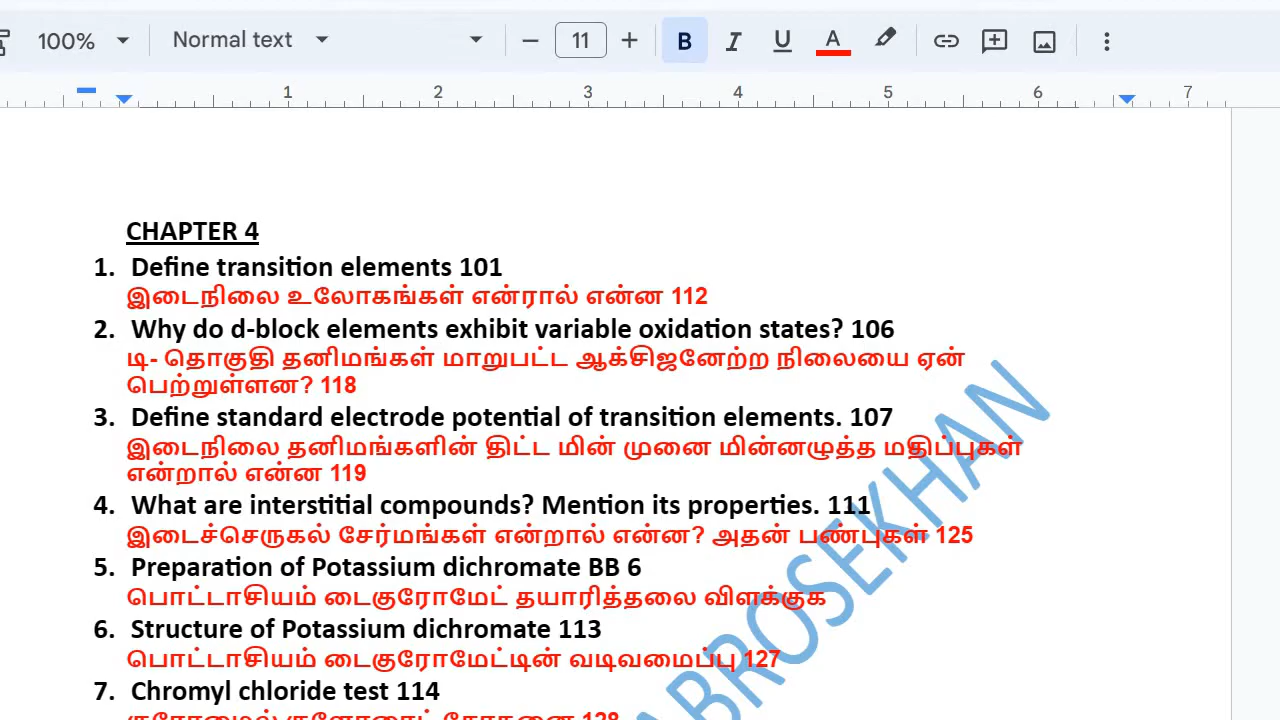 100% Normal text 11 B I U A
1 2 3 4 5 6 7
CHAPTER 4
1. Define transition elements 101
இடைநிலை உலோகங்கள் என்ரால் என்ன 112
2. Why do d-block elements exhibit variable oxidation states? 106
டி- தொகுதி தனிமங்கள் மாறுபட்ட ஆக்சிஜனேற்ற நிலையை ஏன்
பெற்றுள்ளன? 118
3. Define standard electrode potential of transition elements. 107
இடைநிலை தனிமங்களின் திட்ட மின் முனை மின்னழுத்த மதிப்புகள்
என்றால் என்ன 119
4. What are interstitial compounds? Mention its properties. 111
இடைச்செருகல் சேர்மங்கள் என்றால் என்ன? அதன் பண்புகள் 125
5. Preparation of Potassium dichromate BB 6
பொட்டாசியம் டைகுரோமேட் தயாரித்தலை விளக்குக
6. Structure of Potassium dichromate 113
பொட்டாசியம் டைகுரோமேட்டின் வடிவமைப்பு 127
7. Chromyl chloride test 114
128
ABROSEKHAN